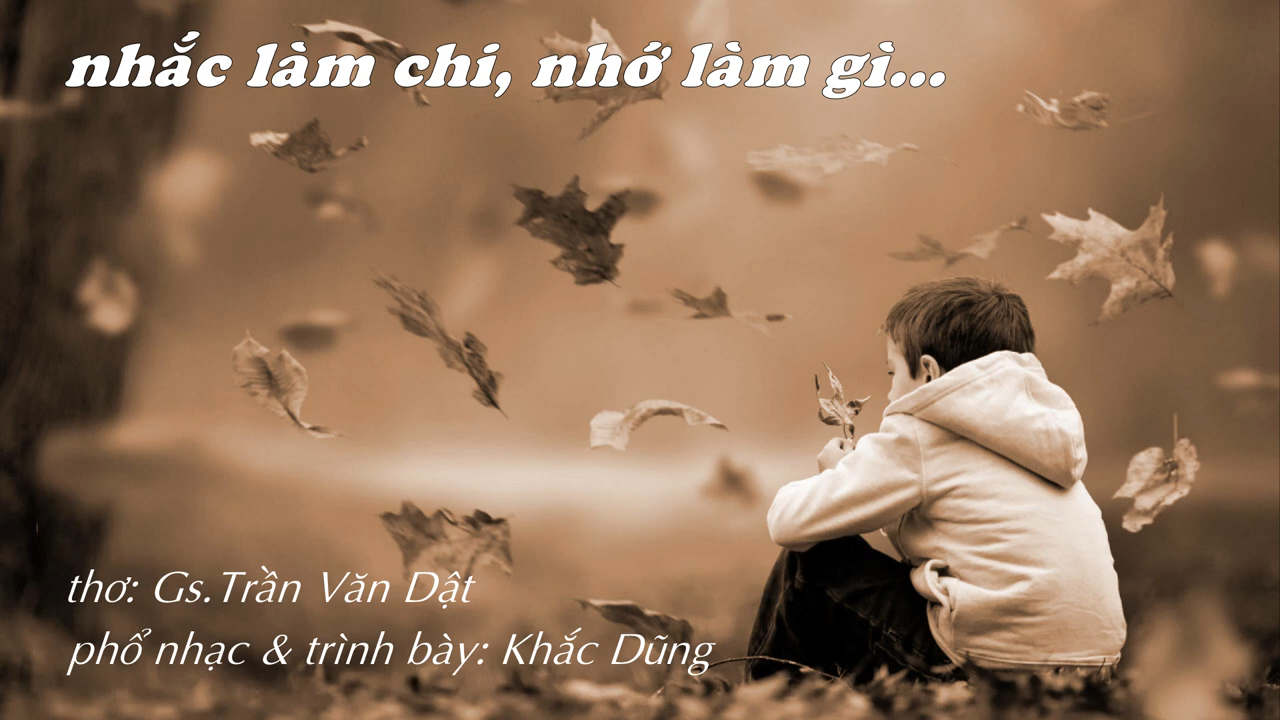 nhắc làm chi, nhớ làm gì...
thơ: Gs.Trần Văn Dật
phổ nhạc & trình bày: Khắc Dũng